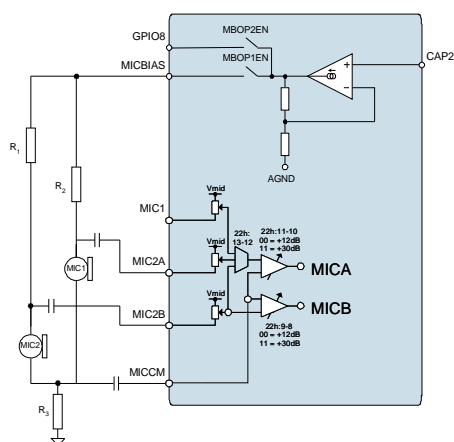 GPIO8
MBOP2EN
MICBIAS
MBOP1EN
CAP2
+
−
AGND
R1
R2
R3
MIC1
MIC2
Vmid
MIC1
Vmid
MIC2A
Vmid
MIC2B
MICCM
22h:
13-12
22h:11-10
00 = +12dB
11 = +30dB
MICA
MICB
22h:9-8
00 = +12dB
11 = +30dB